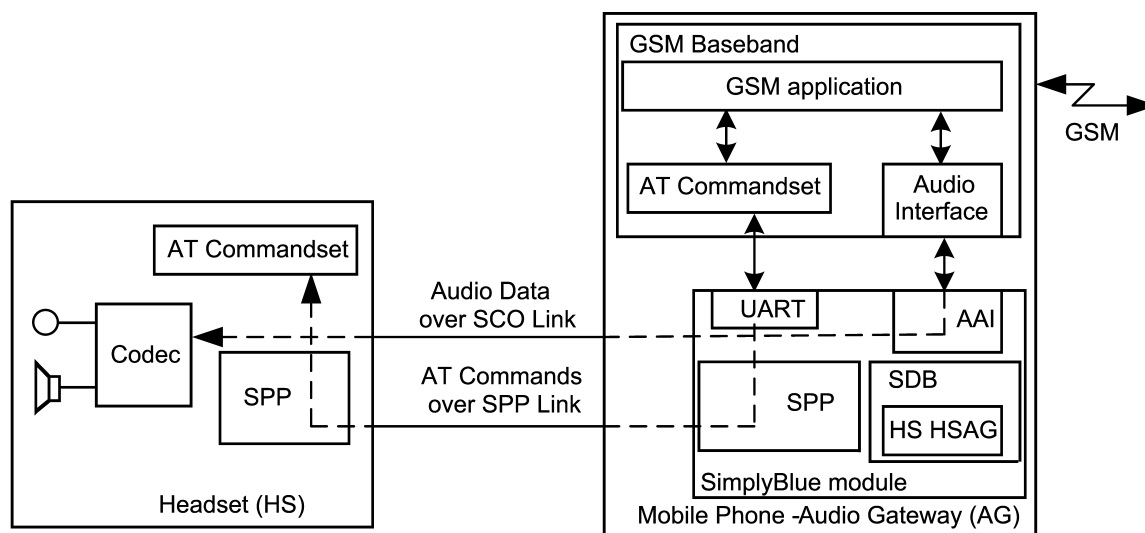 GSM Baseband
GSM application
GSM
AT Commandset
Audio
Interface
AT Commandset
Audio Data
over SCO Link
UART
AAI
Codec
SPP
AT Commands
over SPP Link
SPP
SDB
HS HSAG
SimplyBlue module
Headset (HS)
Mobile Phone -Audio Gateway (AG)